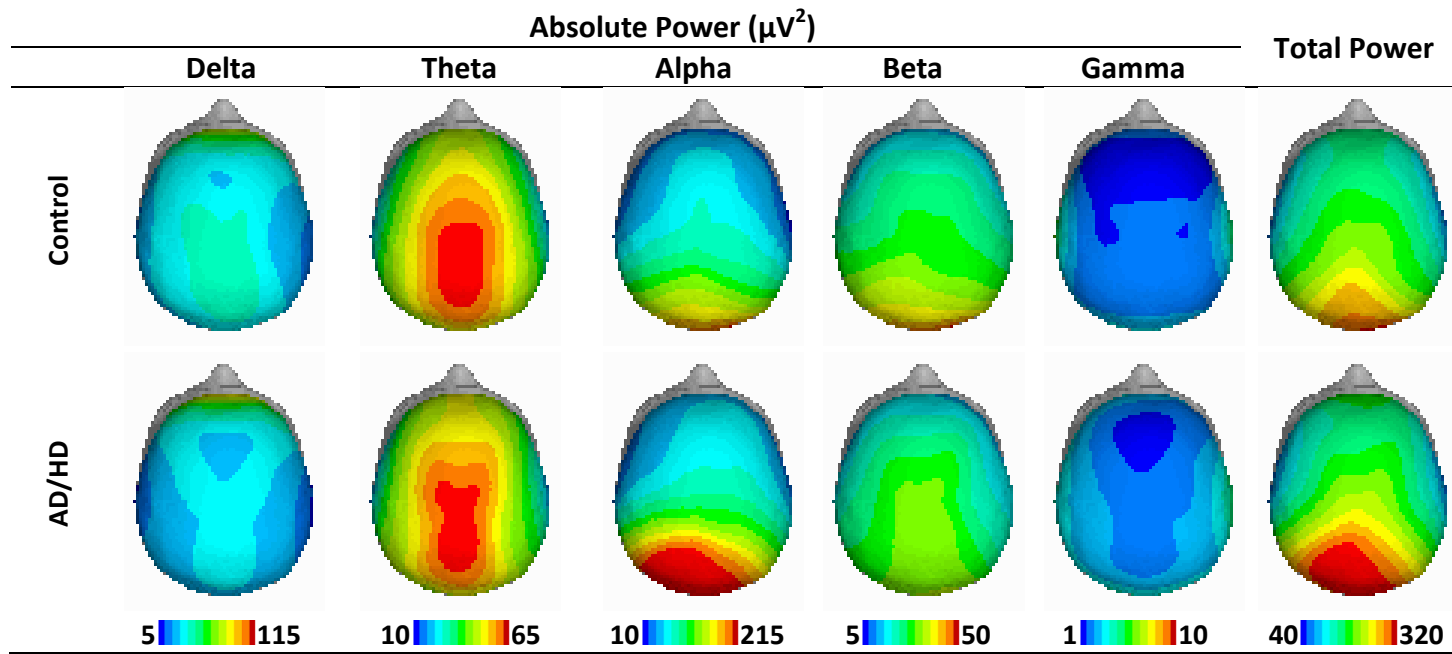 Absolute Power (µV²)
Total Power
Delta Theta Alpha Beta Gamma
Control
AD/HD
5 115 10 65 10 215 5 50 1 10 40 320